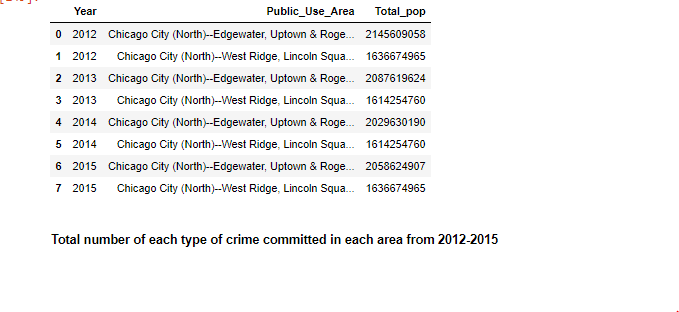 Year Public_Use_Area Total_pop
0 2012 Chicago City (North)--Edgewater, Uptown & Roge... 2145609058
1 2012 Chicago City (North)--West Ridge, Lincoln Squa... 1636674965
2 2013 Chicago City (North)--Edgewater, Uptown & Roge... 2087619624
3 2013 Chicago City (North)--West Ridge, Lincoln Squa... 1614254760
4 2014 Chicago City (North)--Edgewater, Uptown & Roge... 2029630190
5 2014 Chicago City (North)--West Ridge, Lincoln Squa... 1614254760
6 2015 Chicago City (North)--Edgewater, Uptown & Roge... 2058624907
7 2015 Chicago City (North)--West Ridge, Lincoln Squa... 1636674965
Total number of each type of crime committed in each area from 2012-2015